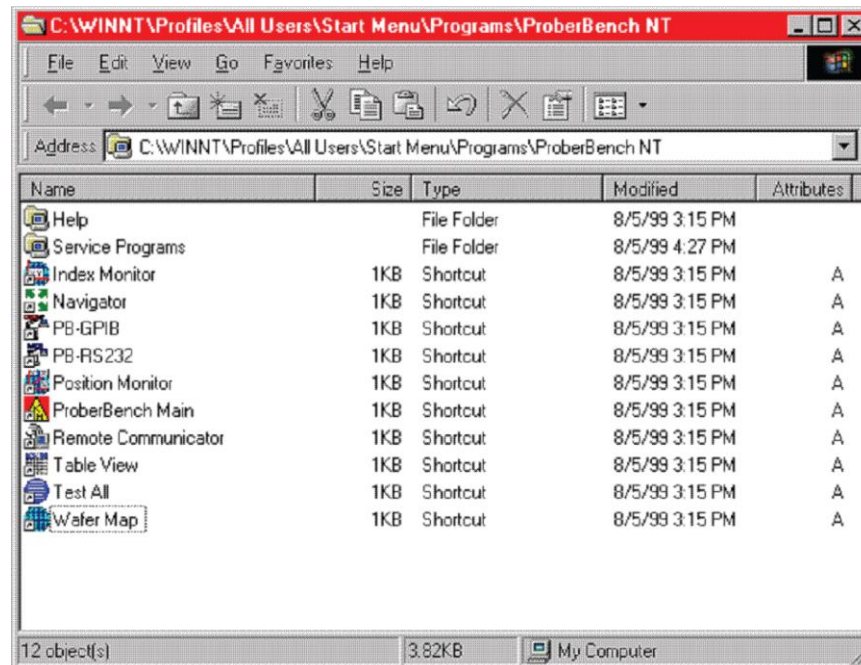 C:\WINNT\Profiles\All Users\Start Menu\Programs\ProberBench NT
File Edit View Go Favorites Help
Address C:\WINNT\Profiles\All Users\Start Menu\Programs\ProberBench NT
Name Size Type Modified Attributes
Help File Folder 8/5/99 3:15 PM
Service Programs File Folder 8/5/99 4:27 PM
Index Monitor 1KB Shortcut 8/5/99 3:15 PM A
Navigator 1KB Shortcut 8/5/99 3:15 PM A
PB-GPIB 1KB Shortcut 8/5/99 3:15 PM A
PB-RS232 1KB Shortcut 8/5/99 3:15 PM A
Position Monitor 1KB Shortcut 8/5/99 3:15 PM A
ProberBench Main 1KB Shortcut 8/5/99 3:15 PM A
Remote Communicator 1KB Shortcut 8/5/99 3:15 PM A
Table View 1KB Shortcut 8/5/99 3:15 PM A
Test All 1KB Shortcut 8/5/99 3:15 PM A
Wafer Map 1KB Shortcut 8/5/99 3:15 PM A
12 object(s) 3.82KB My Computer